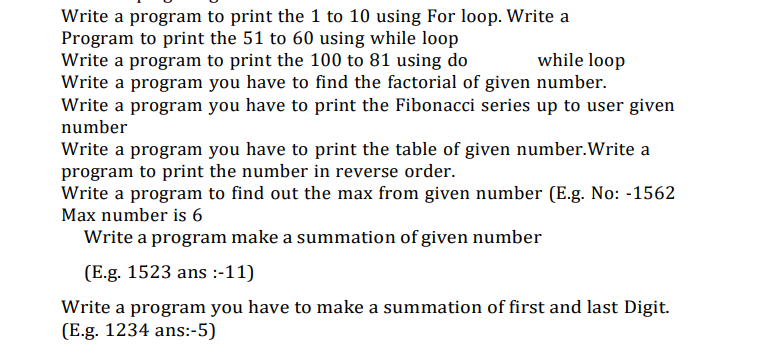 Write a program to print the 1 to 10 using For loop. Write a
Program to print the 51 to 60 using while loop
Write a program to print the 100 to 81 using do while loop
Write a program you have to find the factorial of given number.
Write a program you have to print the Fibonacci series up to user given
number
Write a program you have to print the table of given number.Write a
program to print the number in reverse order.
Write a program to find out the max from given number (E.g. No: -1562
Max number is 6
Write a program make a summation of given number
(E.g. 1523 ans :-11)
Write a program you have to make a summation of first and last Digit.
(E.g. 1234 ans:-5)